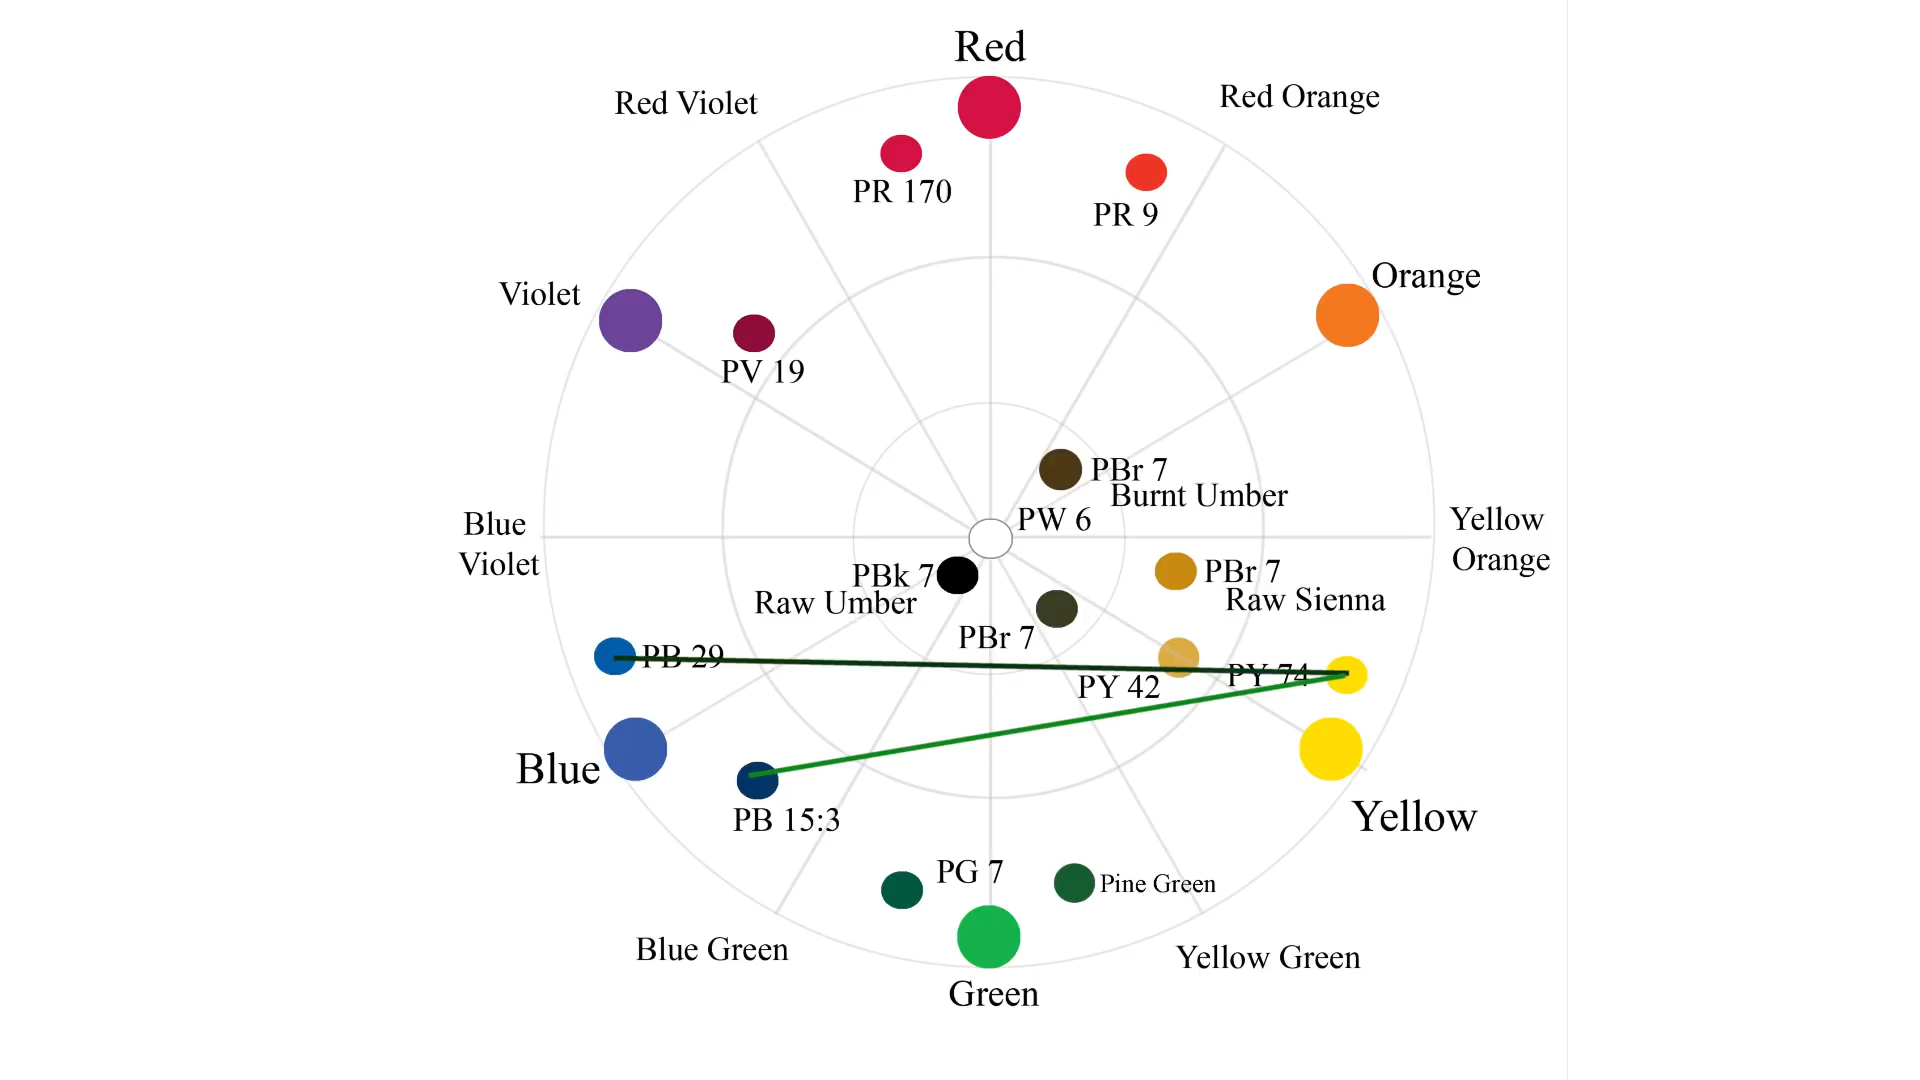 Red
Red Violet
Red Orange
PR 170
PR 9
Violet
Orange
PV 19
PBr 7
Burnt Umber
PW 6
Blue
Violet
Yellow
Orange
PBk 7
Raw Umber
PBr 7
Raw Sienna
PBr 7
PB 29
PY 42
PY 74
Blue
PB 15:3
Yellow
PG 7
Pine Green
Blue Green
Yellow Green
Green